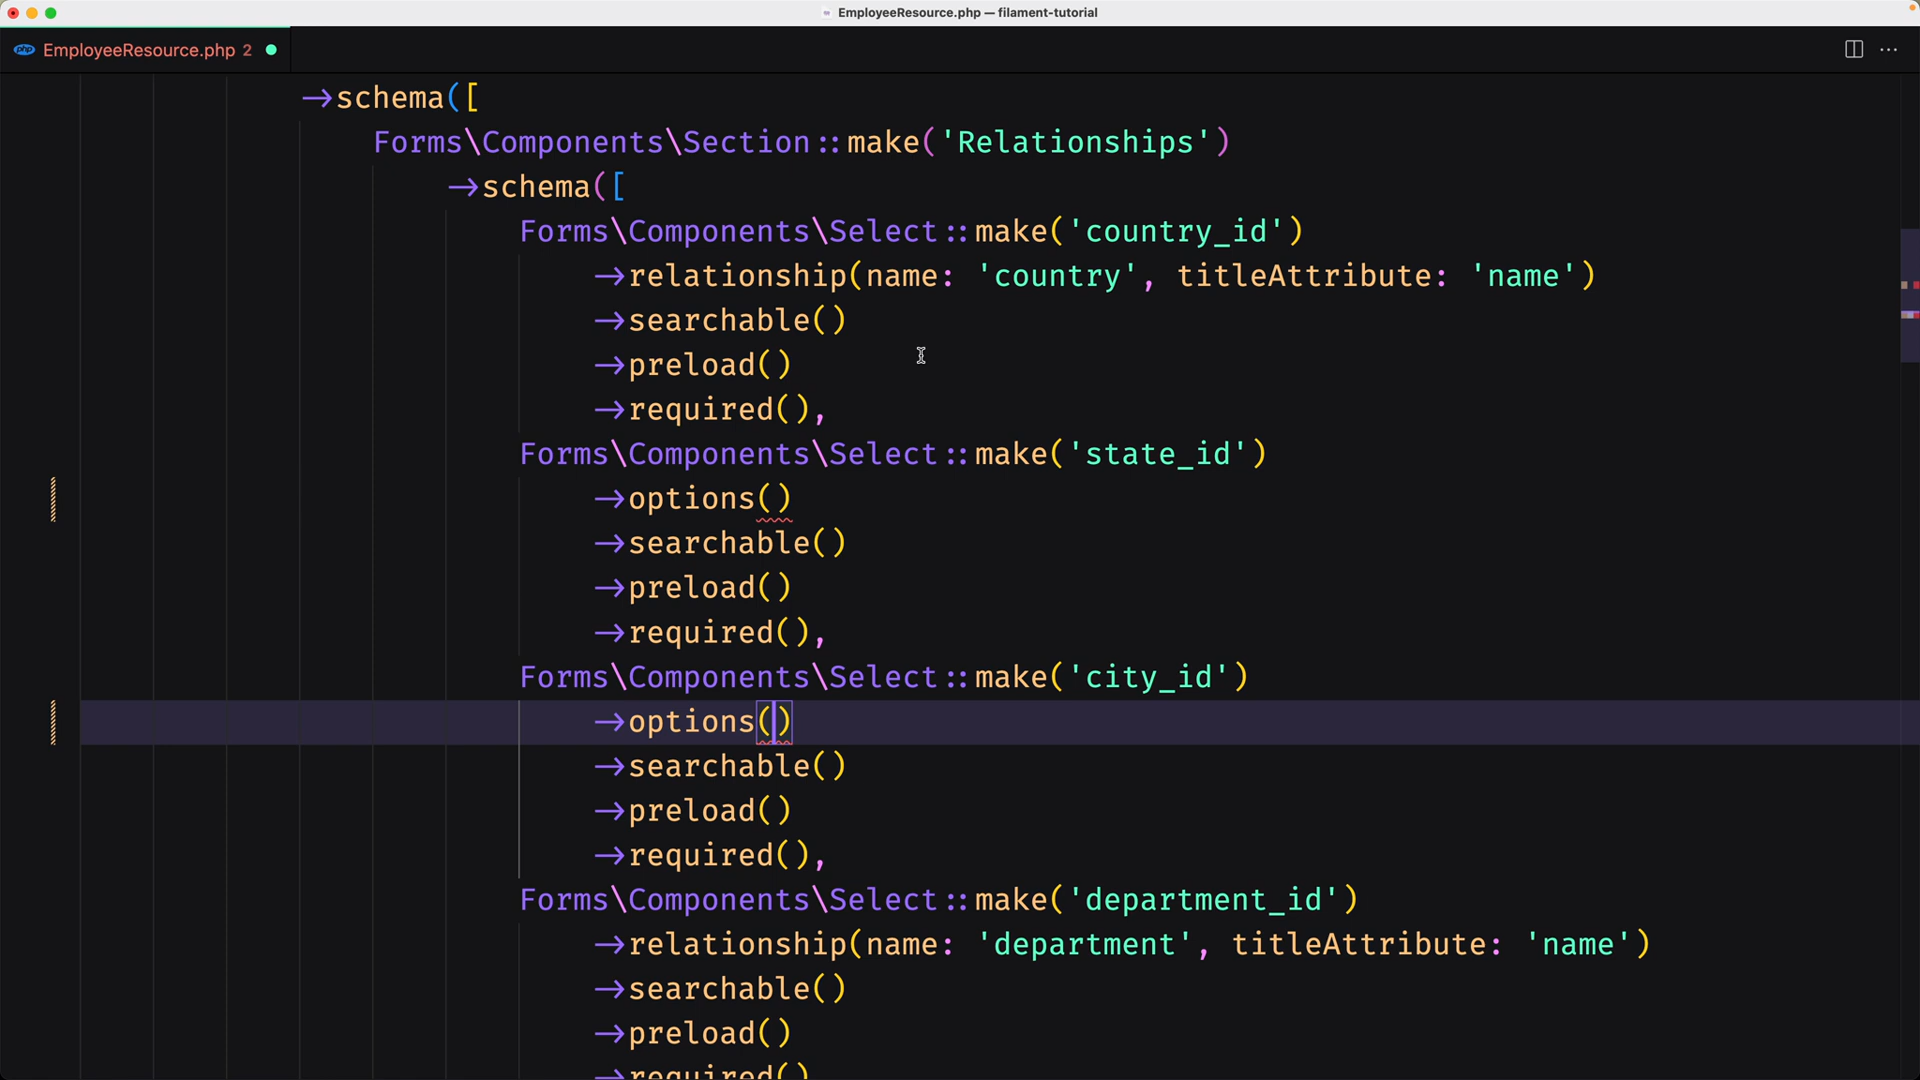 EmployeeResource.php — filament-tutorial
php EmployeeResource.php 2
->schema([
Forms\Components\Section::make('Relationships')
->schema([
Forms\Components\Select::make('country_id')
->relationship(name: 'country', titleAttribute: 'name')
->searchable()
->preload()
->required(),
Forms\Components\Select::make('state_id')
->options()
->searchable()
->preload()
->required(),
Forms\Components\Select::make('city_id')
->options()
->searchable()
->preload()
->required(),
Forms\Components\Select::make('department_id')
->relationship(name: 'department', titleAttribute: 'name')
->searchable()
->preload()
->required()